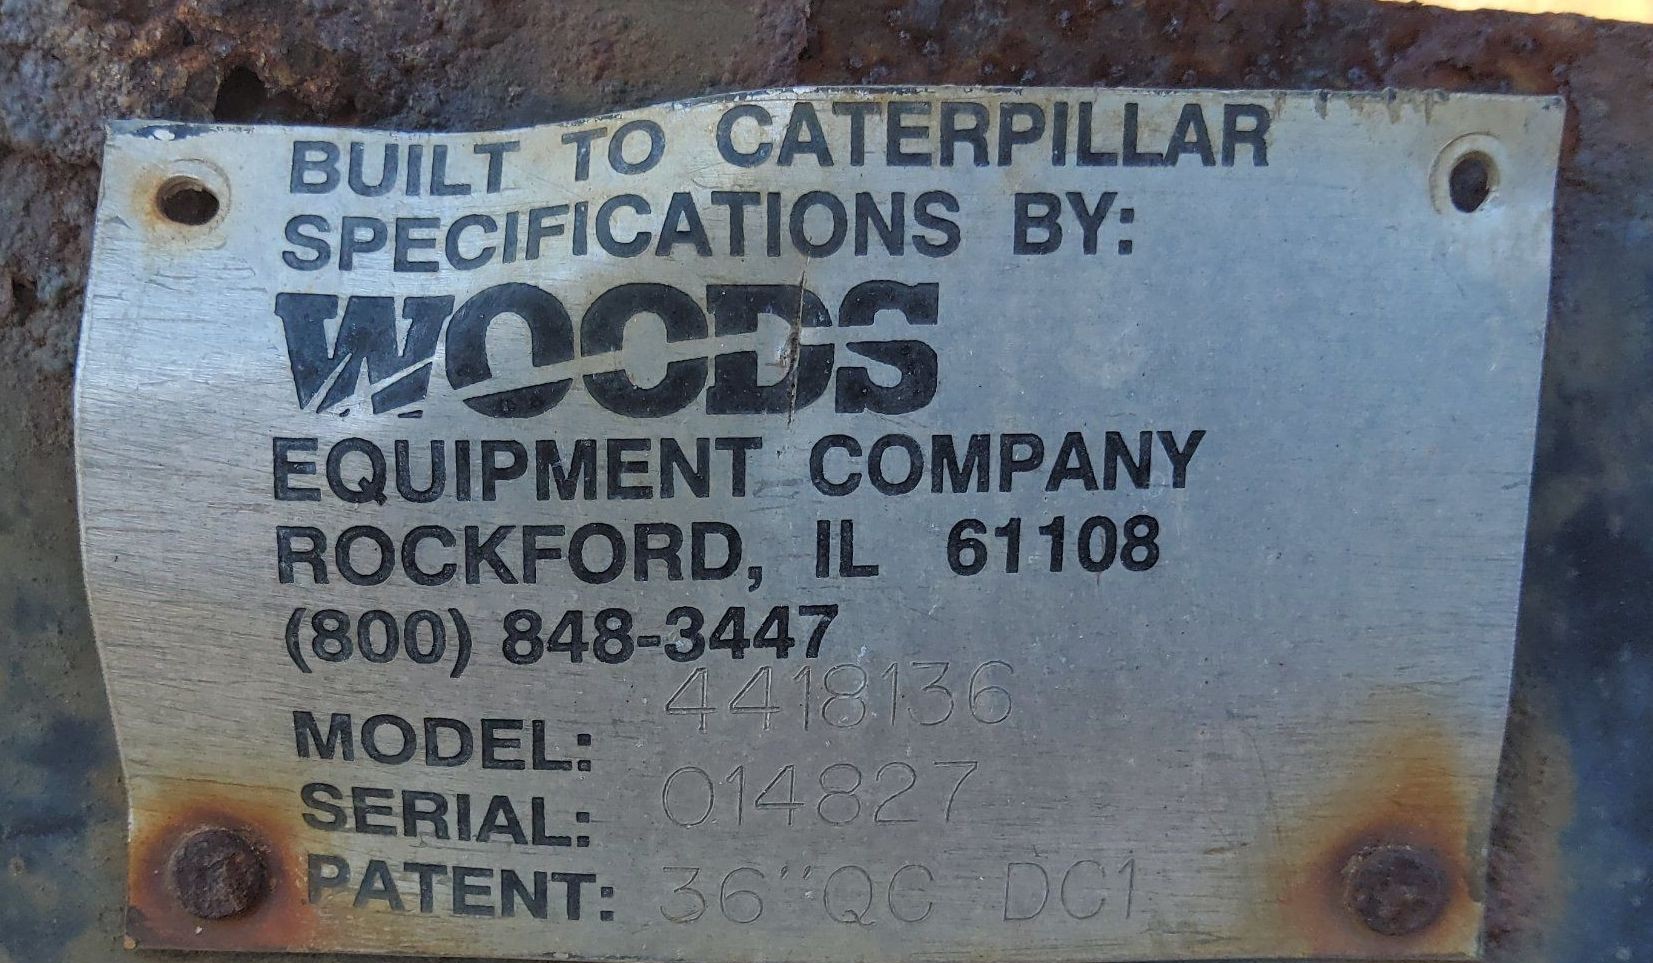 BUILT TO CATERPILLAR
SPECIFICATIONS BY:
WOODS
EQUIPMENT COMPANY
ROCKFORD, IL 61108
(800) 848-3447
MODEL: 4418136
SERIAL: 014827
PATENT: 36"QC DC1